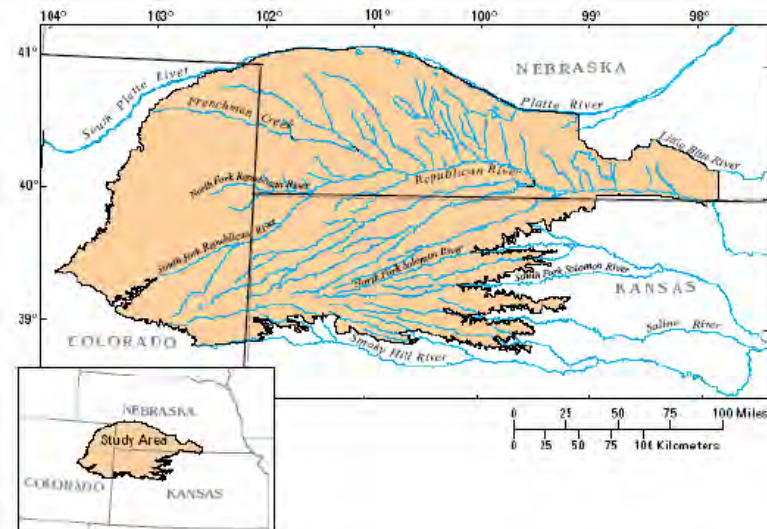 104° 103° 102° 101° 100° 99° 98°
41°
NEBRASKA
South Platte River
Platte River
Frenchman Creek
Little Blue River
Republican River
40°
North Fork Republican River
South Fork Republican River
North Fork Solomon River
South Fork Solomon River
KANSAS
39°
Saline River
COLORADO
Smoky Hill River
NEBRASKA
Study Area
COLORADO
KANSAS
0 25 50 75 100 Miles
0 25 50 75 100 Kilometers